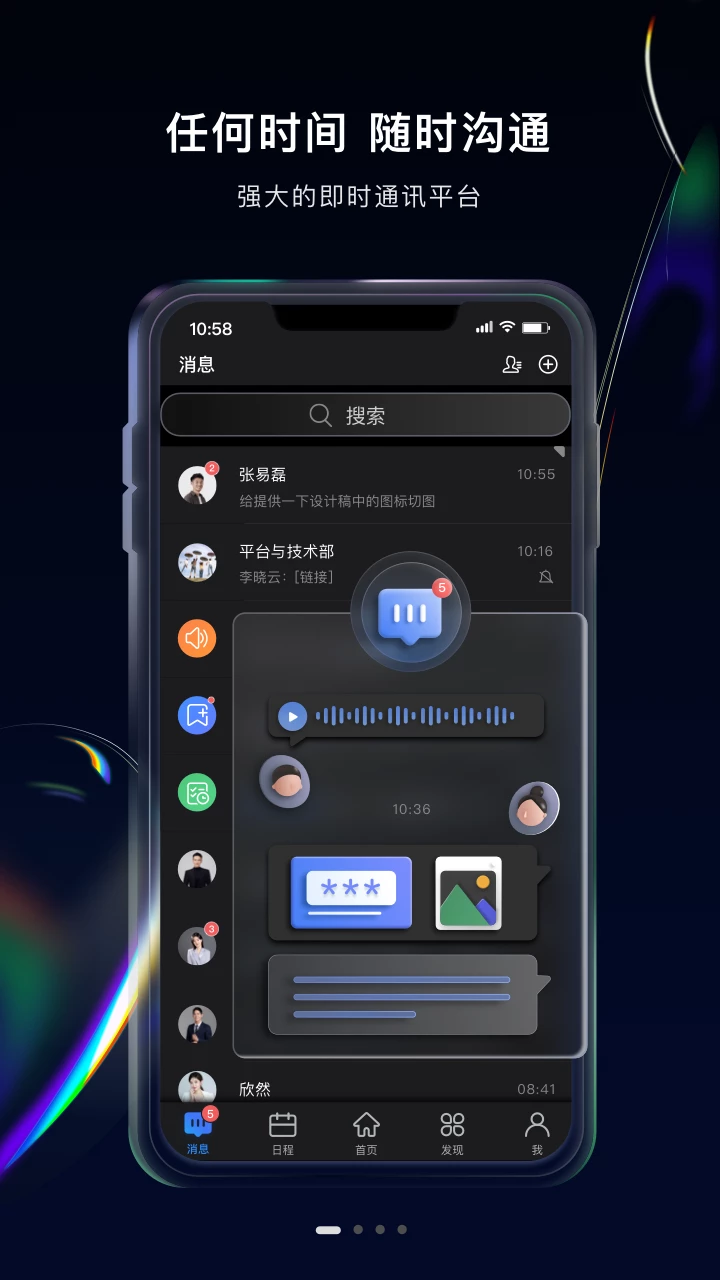 任何时间 随时沟通
强大的即时通讯平台
10:58
消息
搜索
2
张易磊
10:55
给提供一下设计稿中的图标切图
平台与技术部
10:16
李晓云：[链接]
5
10:36
***
3
欣然
08:41
5
消息
日程
首页
发现
我